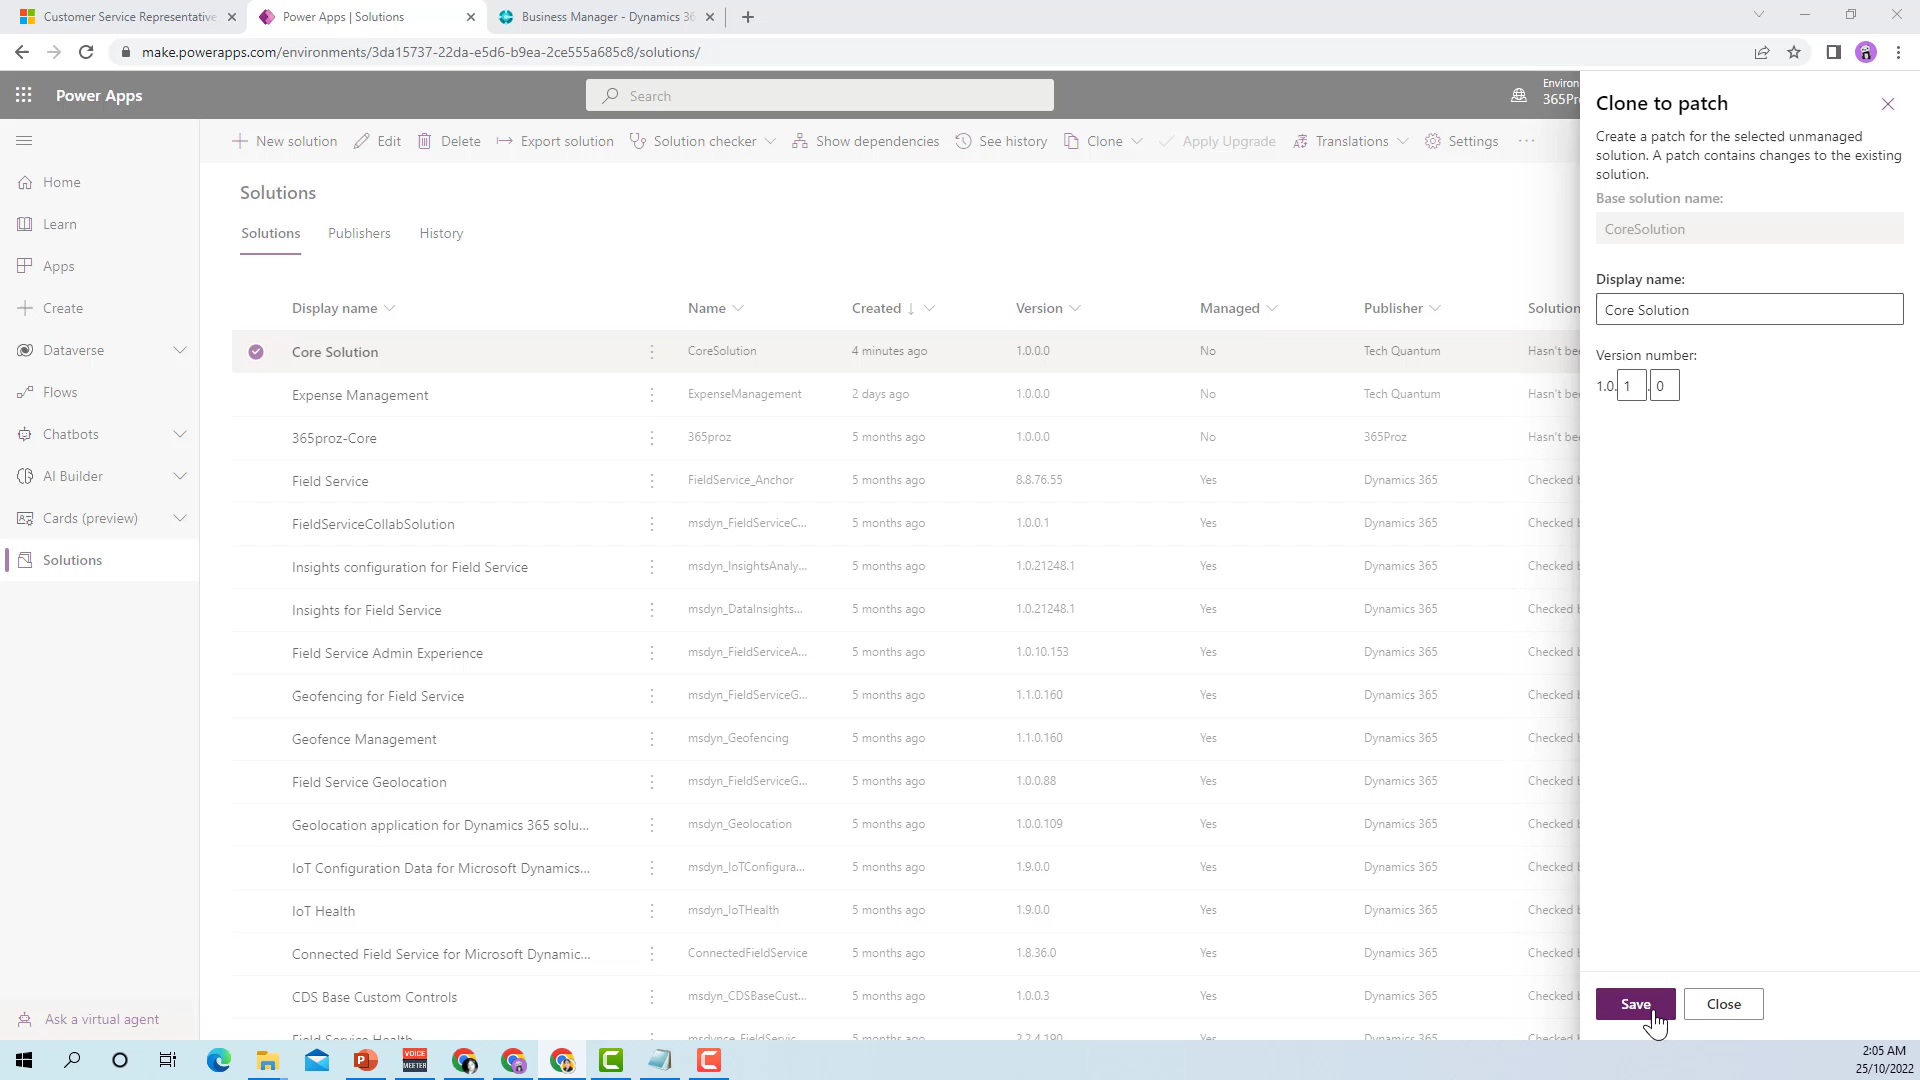 Customer Service Representative
Power Apps | Solutions
Business Manager - Dynamics 36
make.powerapps.com/environments/3da15737-22da-e5d6-b9ea-2ce555a685c8/solutions/
Power Apps
Search
Environ
365Pr
New solution
Edit
Delete
Export solution
Solution checker
Show dependencies
See history
Clone
Apply Upgrade
Translations
Settings
Home
Learn
Apps
Create
Dataverse
Flows
Chatbots
AI Builder
Cards (preview)
Solutions
Ask a virtual agent
Solutions
Solutions Publishers History
Display name Name Created Version Managed Publisher Solution
Core Solution CoreSolution 4 minutes ago 1.0.0.0 No Tech Quantum Hasn't be
Expense Management ExpenseManagement 2 days ago 1.0.0.0 No Tech Quantum Hasn't be
365proz-Core 365proz 5 months ago 1.0.0.0 No 365Proz Hasn't be
Field Service FieldService_Anchor 5 months ago 8.8.76.55 Yes Dynamics 365 Checked b
FieldServiceCollabSolution msdyn_FieldServiceC... 5 months ago 1.0.0.1 Yes Dynamics 365 Checked b
Insights configuration for Field Service msdyn_InsightsAnaly... 5 months ago 1.0.21248.1 Yes Dynamics 365 Checked b
Insights for Field Service msdyn_DataInsights... 5 months ago 1.0.21248.1 Yes Dynamics 365 Checked b
Field Service Admin Experience msdyn_FieldServiceA... 5 months ago 1.0.10.153 Yes Dynamics 365 Checked b
Geofencing for Field Service msdyn_FieldServiceG... 5 months ago 1.1.0.160 Yes Dynamics 365 Checked b
Geofence Management msdyn_Geofencing 5 months ago 1.1.0.160 Yes Dynamics 365 Checked b
Field Service Geolocation msdyn_FieldServiceG... 5 months ago 1.0.0.88 Yes Dynamics 365 Checked b
Geolocation application for Dynamics 365 solu... msdyn_Geolocation 5 months ago 1.0.0.109 Yes Dynamics 365 Checked b
IoT Configuration Data for Microsoft Dynamics... msdyn_IoTConfigura... 5 months ago 1.9.0.0 Yes Dynamics 365 Checked b
IoT Health msdyn_IoTHealth 5 months ago 1.9.0.0 Yes Dynamics 365 Checked b
Connected Field Service for Microsoft Dynamic... ConnectedFieldService 5 months ago 1.8.36.0 Yes Dynamics 365 Checked b
CDS Base Custom Controls msdyn_CDSBaseCust... 5 months ago 1.0.0.3 Yes Dynamics 365 Checked b
Field Service Health msdynce_FieldServic... 5 months ago 2.2.4.190 Yes Dynamics 365 Checked b
Clone to patch
Create a patch for the selected unmanaged
solution. A patch contains changes to the existing
solution.
Base solution name:
CoreSolution
Display name:
Core Solution
Version number:
1.0. 1 . 0
Save
Close
VOICE
MEETER
2:05 AM
25/10/2022